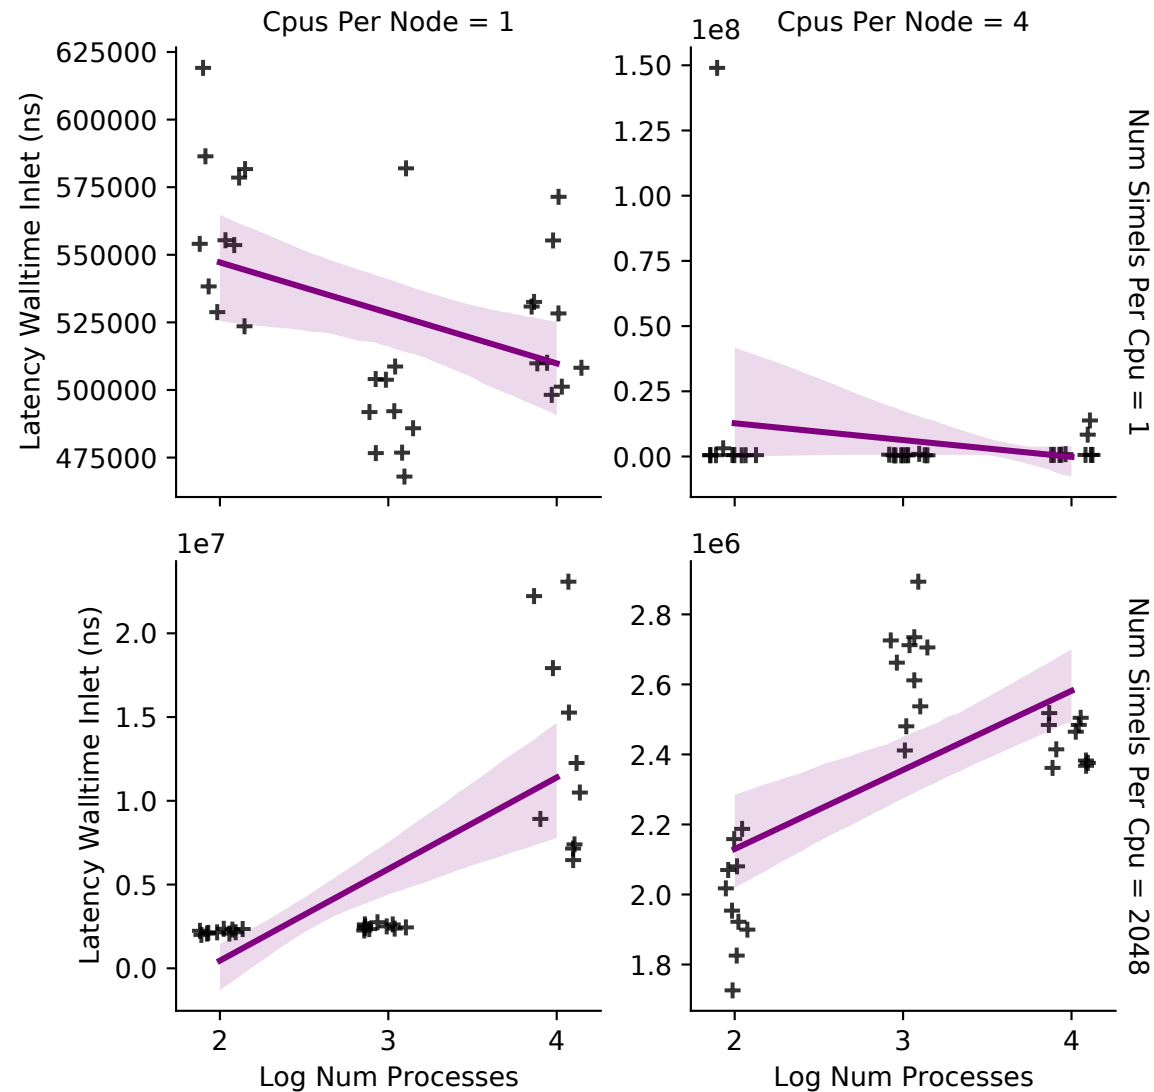 Cpus Per Node = 1
Cpus Per Node = 4
1e8
625000
600000
575000
550000
525000
500000
475000
Latency Walltime Inlet (ns)
1.50
1.25
1.00
0.75
0.50
0.25
0.00
Num Simels Per Cpu = 1
1e7
2.0
1.5
1.0
0.5
0.0
Latency Walltime Inlet (ns)
2
3
4
Log Num Processes
1e6
2.8
2.6
2.4
2.2
2.0
1.8
2
3
4
Log Num Processes
Num Simels Per Cpu = 2048